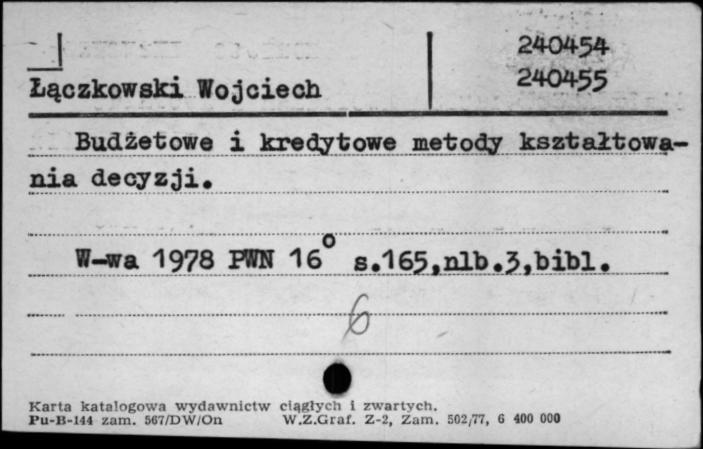 240454
240455
Łączkowski Wojciech
Budżetowe i kredytowe metody kształtowa-
nia decyzji.
W-wa 1978 PWN 16° s.165,nlb.3,bibl.
6
Karta katalogowa wydawnictw ciągłych i zwartych.
Pu-B-144 zam. 567/DW/On W.Z.Graf. Z-2, Zam. 502/77, 6 400 000